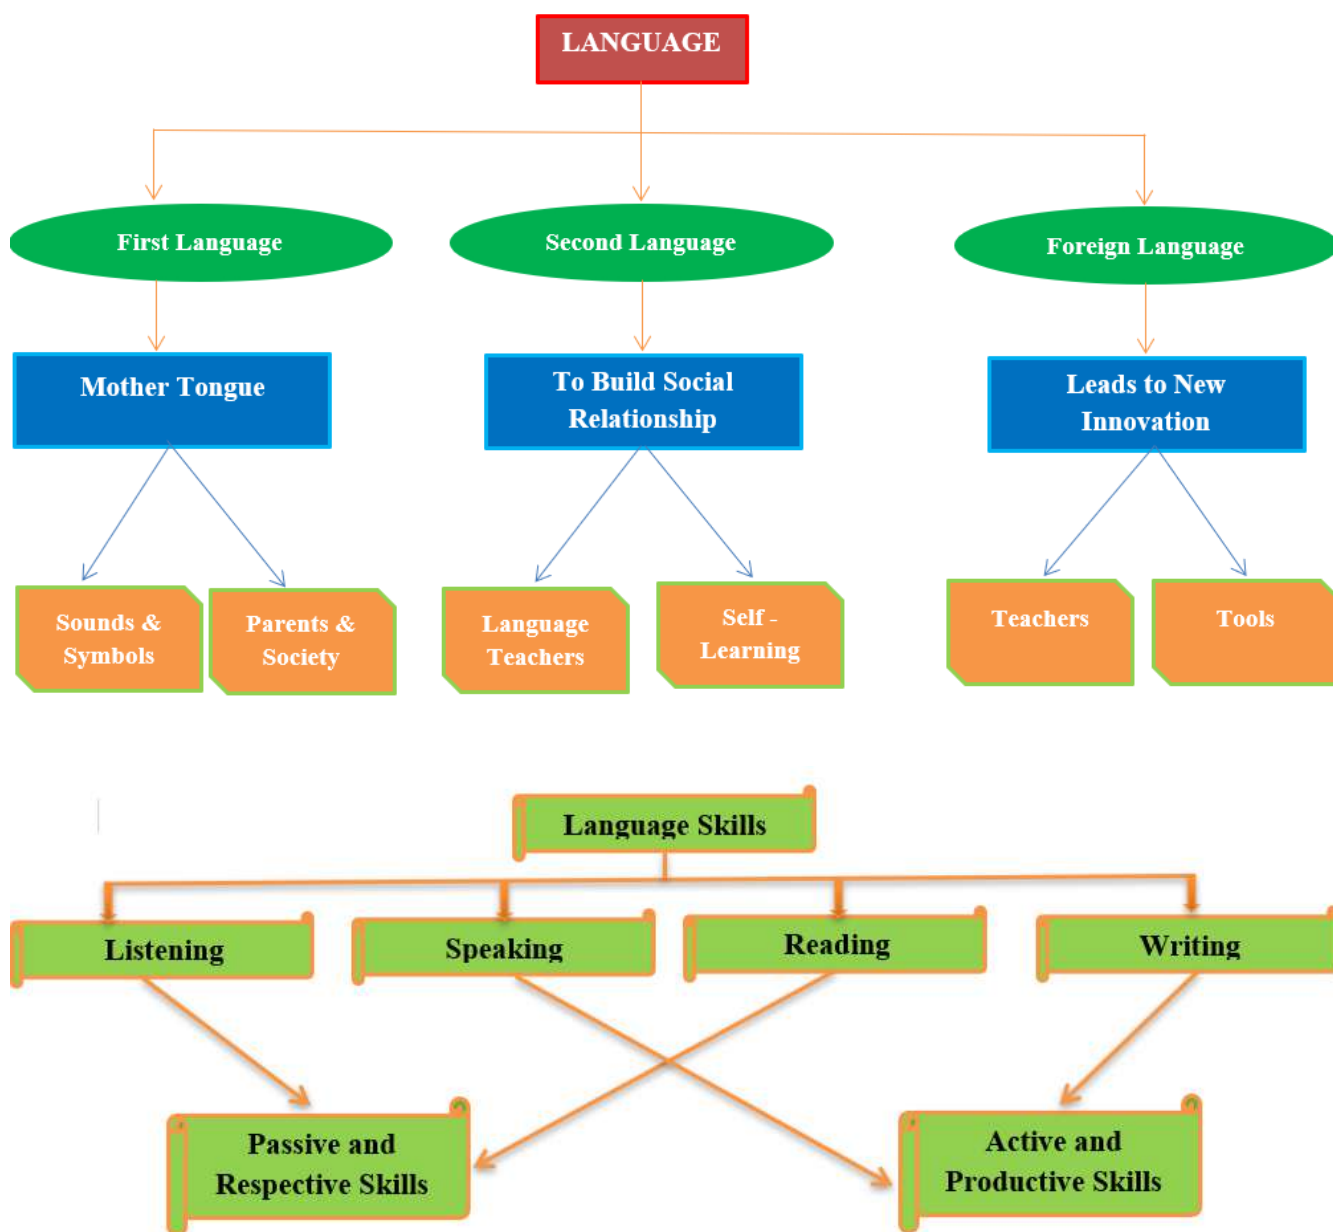 LANGUAGE
First Language
Second Language
Foreign Language
Mother Tongue
To Build Social
Relationship
Leads to New
Innovation
Sounds &
Symbols
Parents &
Society
Language
Teachers
Self -
Learning
Teachers
Tools
Language Skills
Listening
Speaking
Reading
Writing
Passive and
Respective Skills
Active and
Productive Skills